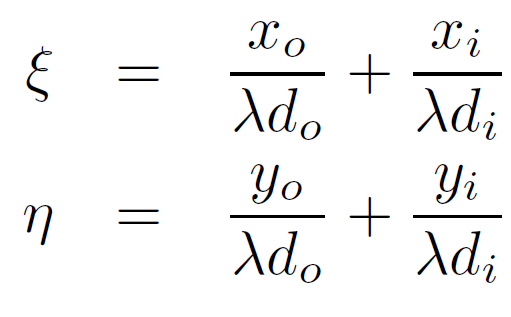 ξ = x_o/λd_o + x_i/λd_i
η = y_o/λd_o + y_i/λd_i